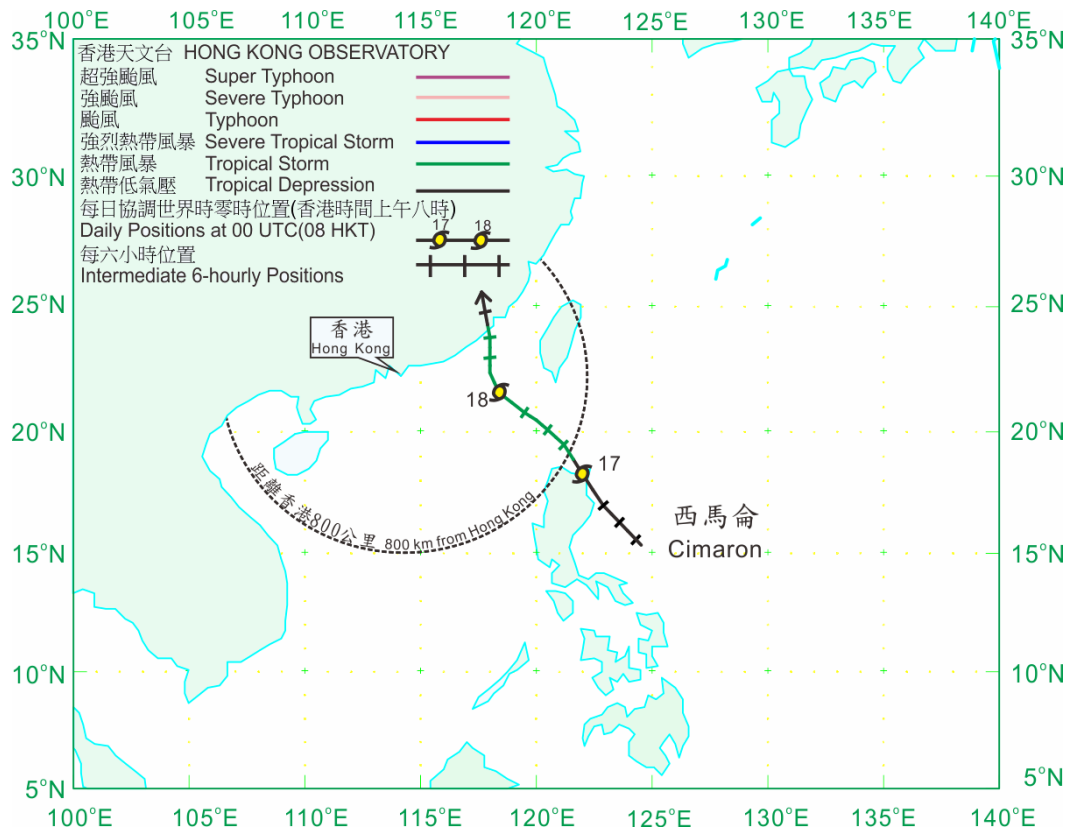 100°E 105°E 110°E 115°E 120°E 125°E 130°E 135°E 140°E
35°N 35°N
香港天文台 HONG KONG OBSERVATORY
超強颱風 Super Typhoon
強颱風 Severe Typhoon
颱風 Typhoon
強烈熱帶風暴 Severe Tropical Storm
熱帶風暴 Tropical Storm
熱帶低氣壓 Tropical Depression
每日協調世界時零時位置(香港時間上午八時)
17 18
Daily Positions at 00 UTC(08 HKT)
每六小時位置
Intermediate 6-hourly Positions
30°N 30°N
25°N 25°N
香港
Hong Kong
18
20°N 20°N
17
距離香港800公里 800 km from Hong Kong
西馬侖
Cimaron
15°N 15°N
10°N 10°N
5°N 5°N
100°E 105°E 110°E 115°E 120°E 125°E 130°E 135°E 140°E